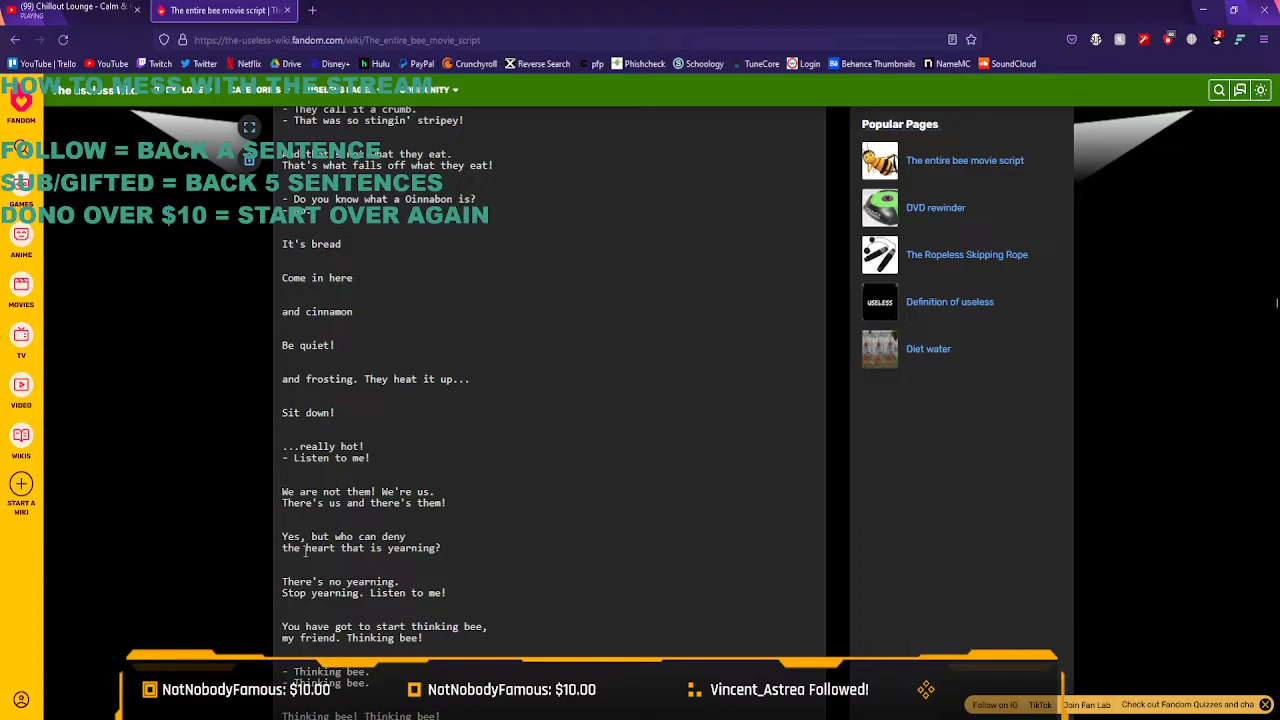 (99) Chillout Lounge - Calm &
PLAYING
The entire bee movie script |
https://the-useless-wiki.fandom.com/wiki/The_entire_bee_movie_script
YouTube | Trello
YouTube
Twitch
Twitter
Netflix
Drive
Disney+
Hulu
PayPal
Crunchyroll
Reverse Search
pfp
Phishcheck
Schoology
TuneCore
Login
Behance Thumbnails
NameMC
SoundCloud
HOW TO MESS WITH THE STREAM
FOLLOW = BACK A SENTENCE
SUB/GIFTED = BACK 5 SENTENCES
DONO OVER $10 = START OVER AGAIN
FANDOM
GAMES
ANIME
MOVIES
TV
VIDEO
WIKIS
START A
WIKI
- They call it a crumb.
- That was so stingin' stripey!
And that's not what they eat.
That's what falls off what they eat!
- Do you know what a Cinnabon is?
It's bread
Come in here
and cinnamon
Be quiet!
and frosting. They heat it up...
Sit down!
...really hot!
- Listen to me!
We are not them! We're us.
There's us and there's them!
Yes, but who can deny
the heart that is yearning?
There's no yearning.
Stop yearning. Listen to me!
You have got to start thinking bee,
my friend. Thinking bee!
- Thinking bee.
- Thinking bee.
Thinking bee! Thinking bee!
Popular Pages
The entire bee movie script
DVD rewinder
The Ropeless Skipping Rope
USELESS
Definition of useless
Diet water
NotNobodyFamous: $10.00
NotNobodyFamous: $10.00
Vincent_Astrea Followed!
Follow on IG
TikTok
Join Fan Lab
Check out Fandom Quizzes and cha